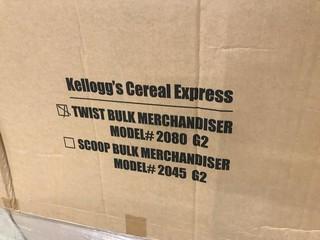 Kellogg's Cereal Express
TWIST BULK MERCHANDISER
MODEL# 2080 G2
SCOOP BULK MERCHANDISER
MODEL# 2045 G2